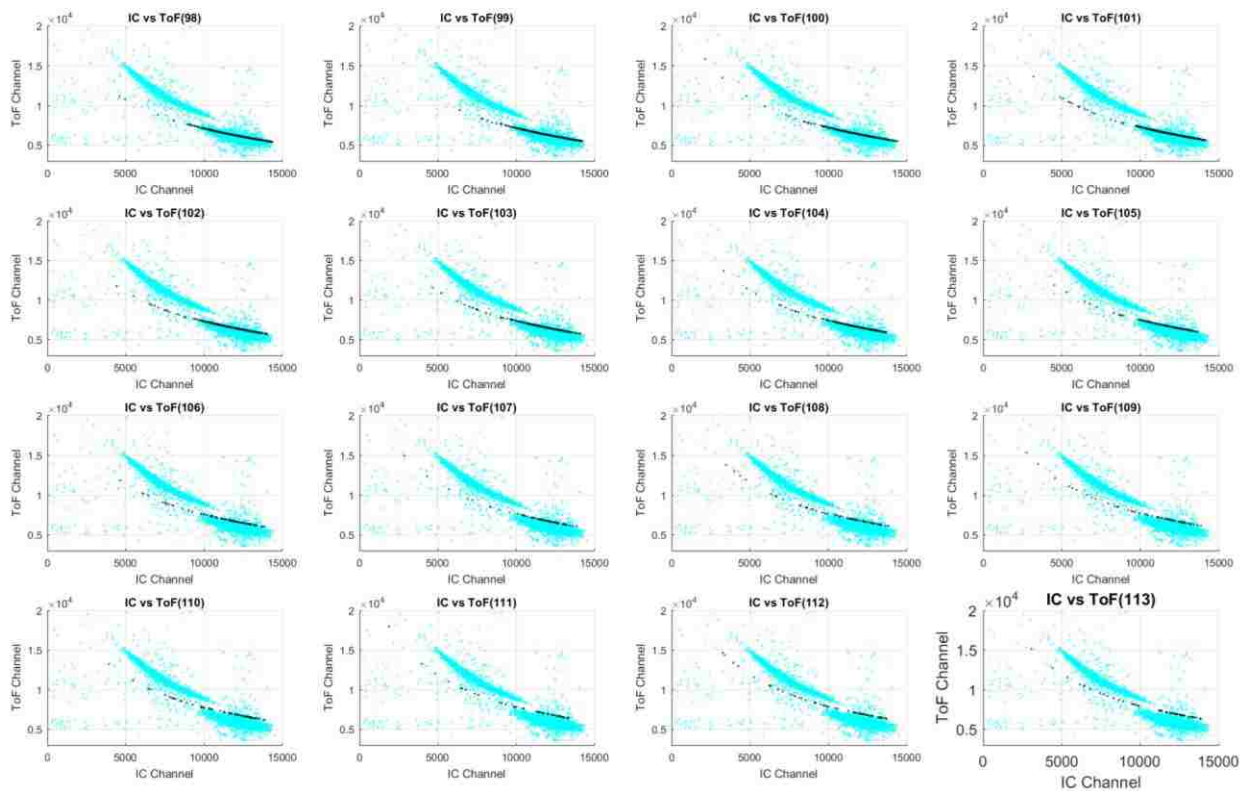 IC vs ToF(98) IC vs ToF(99) IC vs ToF(100) IC vs ToF(101)
×10⁴ ×10⁴ ×10⁴ ×10⁴
2 2 2 2
1.5 1.5 1.5 1.5
1 1 1 1
0.5 0.5 0.5 0.5
ToF Channel ToF Channel ToF Channel ToF Channel
0 5000 10000 15000 0 5000 10000 15000 0 5000 10000 15000 0 5000 10000 15000
IC Channel IC Channel IC Channel IC Channel
IC vs ToF(102) IC vs ToF(103) IC vs ToF(104) IC vs ToF(105)
×10⁴ ×10⁴ ×10⁴ ×10⁴
2 2 2 2
1.5 1.5 1.5 1.5
1 1 1 1
0.5 0.5 0.5 0.5
ToF Channel ToF Channel ToF Channel ToF Channel
0 5000 10000 15000 0 5000 10000 15000 0 5000 10000 15000 0 5000 10000 15000
IC Channel IC Channel IC Channel IC Channel
IC vs ToF(106) IC vs ToF(107) IC vs ToF(108) IC vs ToF(109)
×10⁴ ×10⁴ ×10⁴ ×10⁴
2 2 2 2
1.5 1.5 1.5 1.5
1 1 1 1
0.5 0.5 0.5 0.5
ToF Channel ToF Channel ToF Channel ToF Channel
0 5000 10000 15000 0 5000 10000 15000 0 5000 10000 15000 0 5000 10000 15000
IC Channel IC Channel IC Channel IC Channel
IC vs ToF(110) IC vs ToF(111) IC vs ToF(112) IC vs ToF(113)
×10⁴ ×10⁴ ×10⁴ ×10⁴
2 2 2 2
1.5 1.5 1.5 1.5
1 1 1 1
0.5 0.5 0.5 0.5
ToF Channel ToF Channel ToF Channel ToF Channel
0 5000 10000 15000 0 5000 10000 15000 0 5000 10000 15000 0 5000 10000 15000
IC Channel IC Channel IC Channel IC Channel